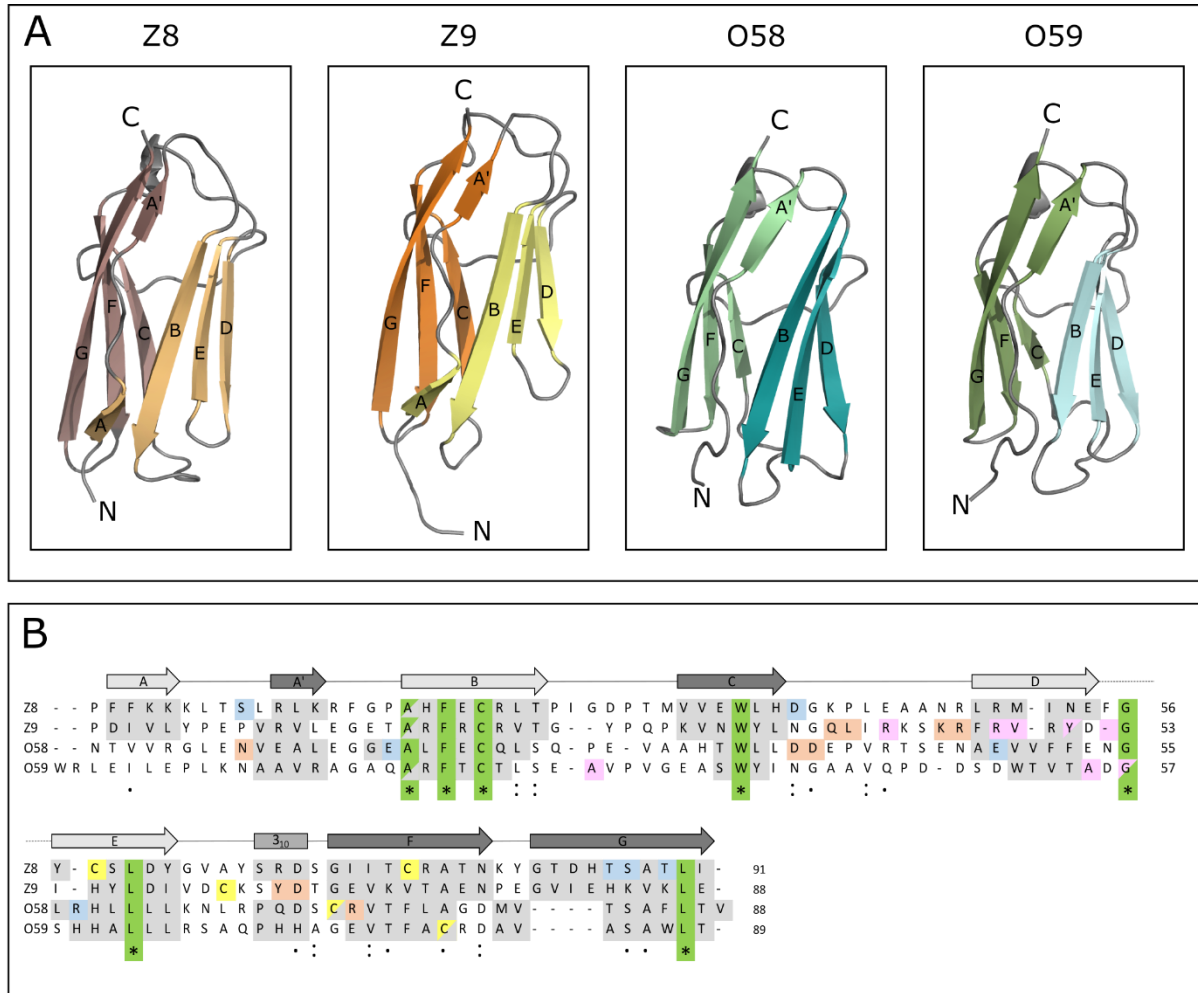 A
Z8 Z9 O58 O59
C C C C
A' A' A' A'
G F C B E D A N
G F C B E D A N
G F C B E D N
G F C B E D N
B
A A' B C D
Z8 - - P F F K K K L T S L R L K R F G P A H F E C R L T P I G D P T M V V E W L H D G K P L E A A N R L R M - I N E F G 56
Z9 - - P D I V L Y P E P V R V L E G E T A R F R C R V T G - - Y P Q P K V N W Y L N G Q L I R K S K R F R V - R Y D - G 53
O58 - - N T V V R G L E N V E A L E G G E A L F E C Q L S Q - P E - V A A H T W L L D D E P V R T S E N A E V V F F E N G 55
O59 W R L E I L E P L K N A A V R A G A Q A R F T C T L S E - A V P V G E A S W Y I N G A A V Q P D - D S D W T V T A D G 57
. * * * : : * : . : . *
E 3₁₀ F G
Z8 Y - C S L D Y G V A Y S R D S G I I T C R A T N K Y G T D H T S A T L I - 91
Z9 I - H Y L D I V D C K S Y D T G E V K V T A E N P E G V I E H K V K L E - 88
O58 L R H L L L L K N L R P Q D S C R V T F L A G D M V - - - - T S A F L T V 88
O59 S H H A L L L R S A Q P H H A G E V T F A C R D A V - - - - A S A W L T - 89
* . : : . . : . . *